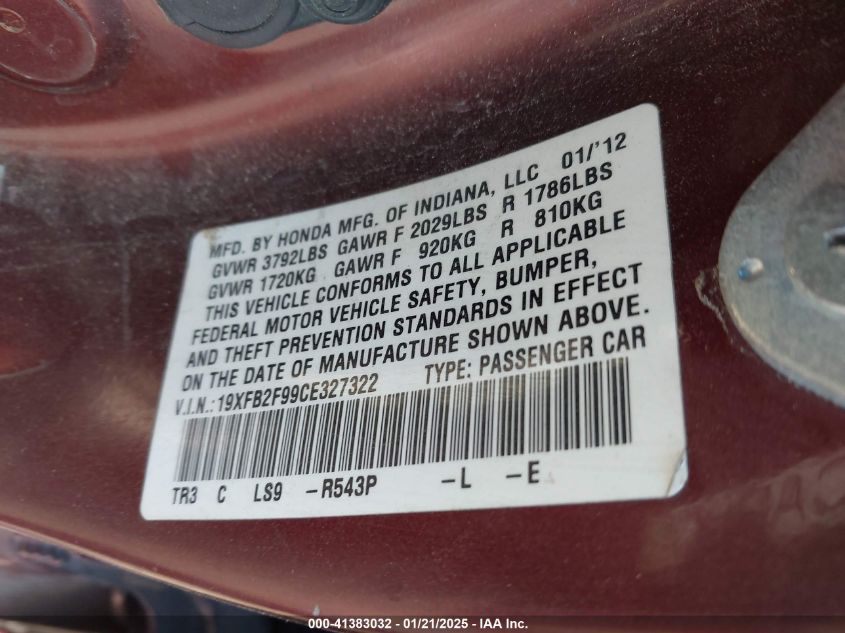 MFD. BY HONDA MFG. OF INDIANA, LLC 01/'12
GVWR 3792LBS GAWR F 2029LBS R 1786LBS
GVWR 1720KG GAWR F 920KG R 810KG
THIS VEHICLE CONFORMS TO ALL APPLICABLE
FEDERAL MOTOR VEHICLE SAFETY, BUMPER,
AND THEFT PREVENTION STANDARDS IN EFFECT
ON THE DATE OF MANUFACTURE SHOWN ABOVE.
V.I.N.: 19XFB2F99CE327322 TYPE: PASSENGER CAR
TR3 C LS9 -R543P -L -E
000-41383032 - 01/21/2025 - IAA Inc.